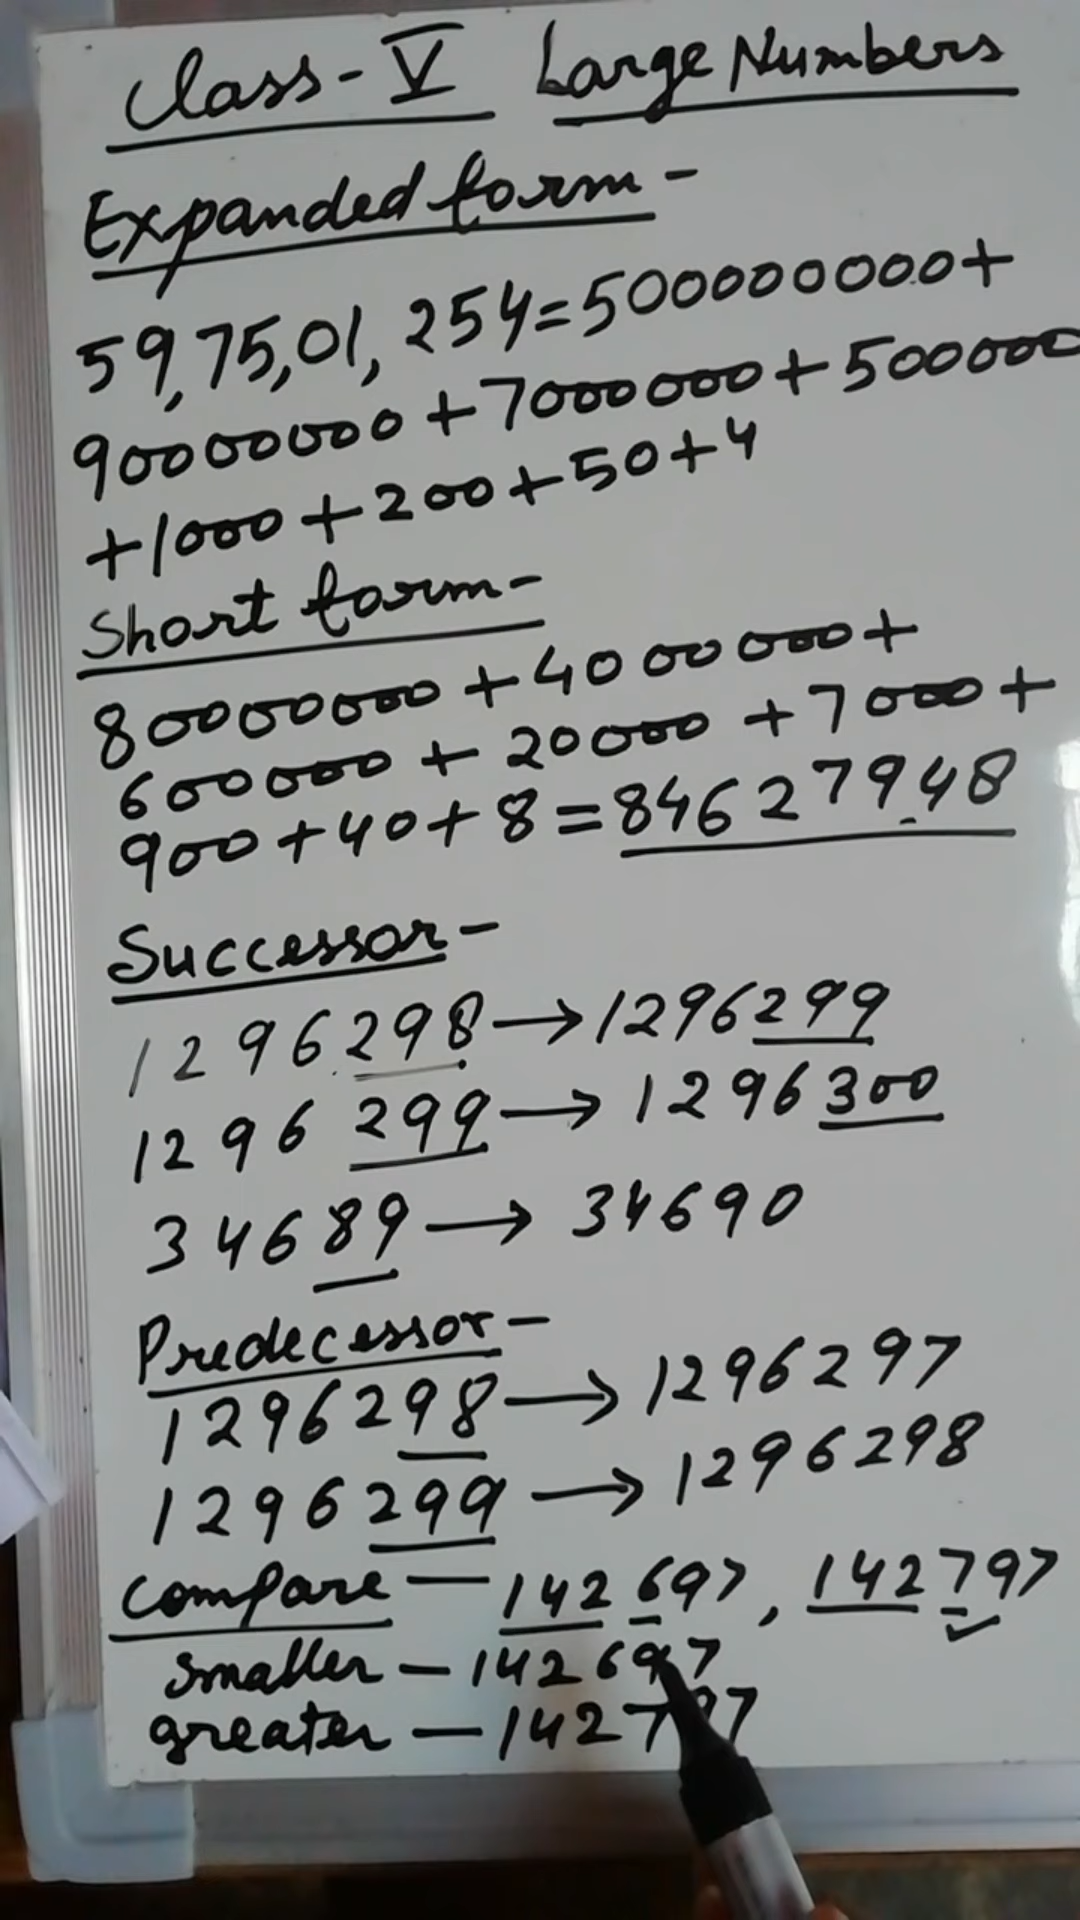 Class - V Large Numbers
Expanded form -
59,75,01,254=500000000+
90000000+7000000+500000
+1000+200+50+4
Short form-
80000000+4000000+
600000+20000+7000+
900+40+8=84627948
Successor-
1296298→1296299
1296299→1296300
34689→34690
Predecessor-
1296298→1296297
1296299→1296298
Compare - 142697, 142797
smaller - 142697
greater - 142797